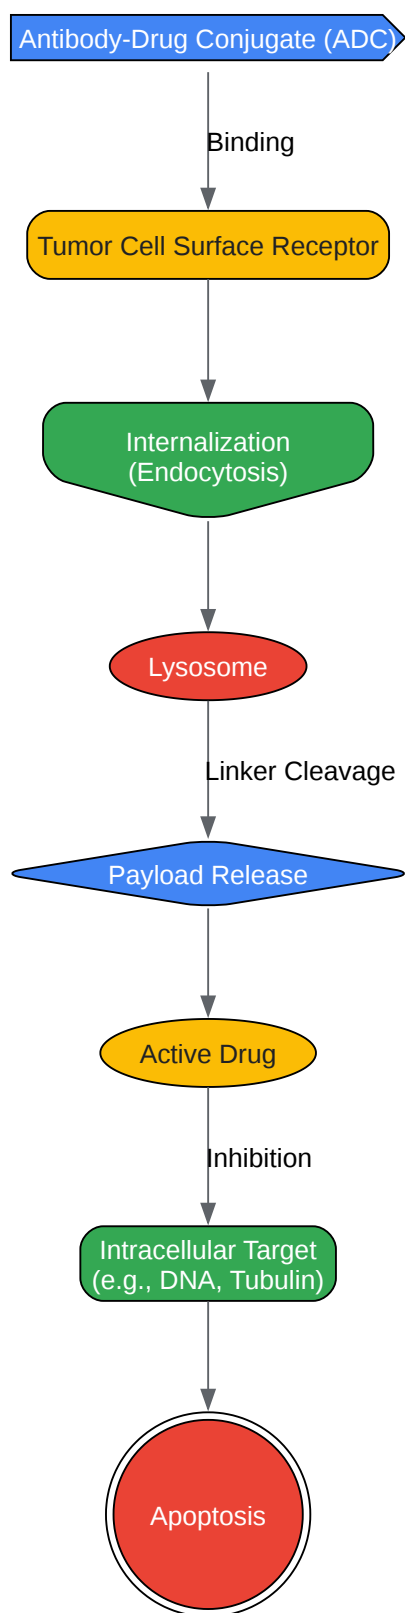 Antibody-Drug Conjugate (ADC)
Binding
Tumor Cell Surface Receptor
Internalization
(Endocytosis)
Lysosome
Linker Cleavage
Payload Release
Active Drug
Inhibition
Intracellular Target
(e.g., DNA, Tubulin)
Apoptosis